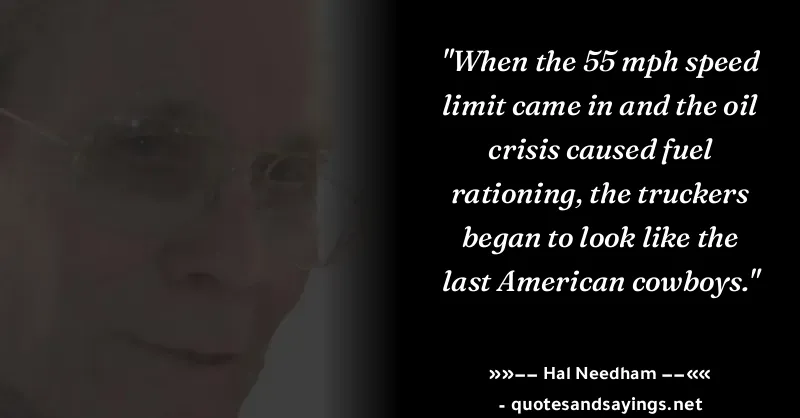 "When the 55 mph speed
limit came in and the oil
crisis caused fuel
rationing, the truckers
began to look like the
last American cowboys."
»»−− Hal Needham −−««
- quotesandsayings.net